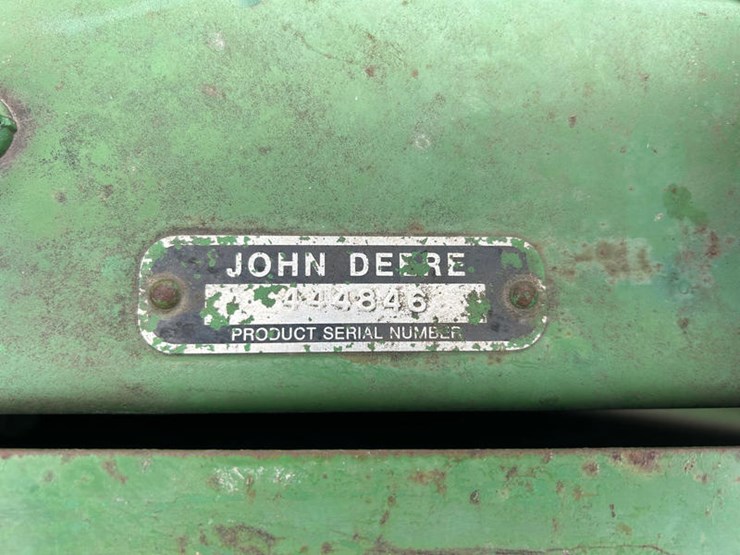 JOHN DEERE
444846
PRODUCT SERIAL NUMBER